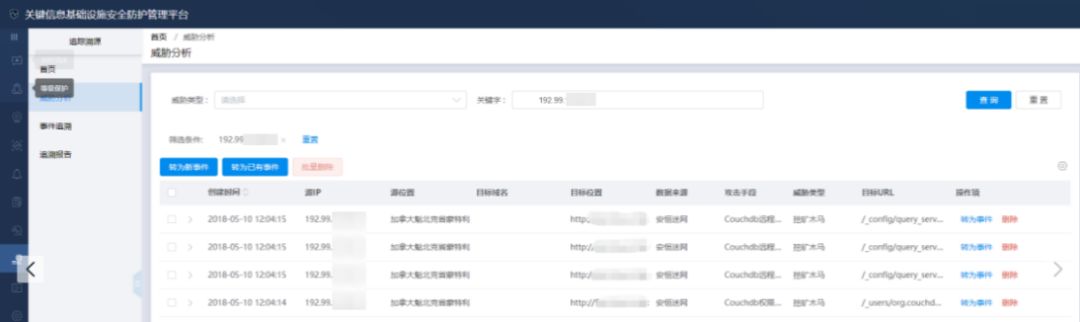 关键信息基础设施安全防护管理平台
追踪溯源
首页 / 威胁分析
威胁分析
首页
等级保护
威胁分析
事件追溯
追溯报告
威胁类型: 请选择 关键字: 192.99. 查询 重置
筛选条件: 192.99 × 重置
转为新事件 转为已有事件 批量删除
创建时间 源IP 源位置 目标域名 目标位置 数据来源 攻击手段 威胁类型 目标URL 操作项
2018-05-10 12:04:15 192.99. 加拿大魁北克省蒙特利 http:/ 安恒迷网 Couchdb远程... 挖矿木马 /_config/query_serv... 转为事件 删除
2018-05-10 12:04:15 192.99. 加拿大魁北克省蒙特利 http:// 安恒迷网 Couchdb远程... 挖矿木马 /_config/query_serv... 转为事件 删除
2018-05-10 12:04:15 192.99. 加拿大魁北克省蒙特利 http:// 安恒迷网 Couchdb远程... 挖矿木马 /_config/query_serv... 转为事件 删除
2018-05-10 12:04:14 192.99. 加拿大魁北克省蒙特利 http:// 安恒迷网 Couchdb权限... 挖矿木马 /_users/org.couchd... 转为事件 删除